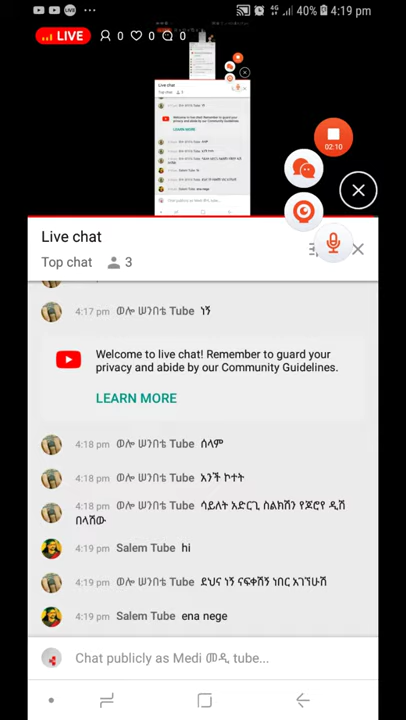 40% 4:19 pm
LIVE 0 0 0
02:10
Live chat
Top chat 3
4:17 pm ወሎ ሠንበቴ Tube ነኝ
Welcome to live chat! Remember to guard your
privacy and abide by our Community Guidelines.
LEARN MORE
4:18 pm ወሎ ሠንበቴ Tube ሰላም
4:18 pm ወሎ ሠንበቴ Tube አንች ኮተት
4:18 pm ወሎ ሠንበቴ Tube ሳይለት አድርጊ ስልክሽን የጆሮየ ዲሽ
በላሽው
4:19 pm Salem Tube hi
4:19 pm ወሎ ሠንበቴ Tube ደህና ነኝ ናፍቀሽኝ ነበር አገኘሁሽ
4:19 pm Salem Tube ena nege
Chat publicly as Medi መዲ tube...